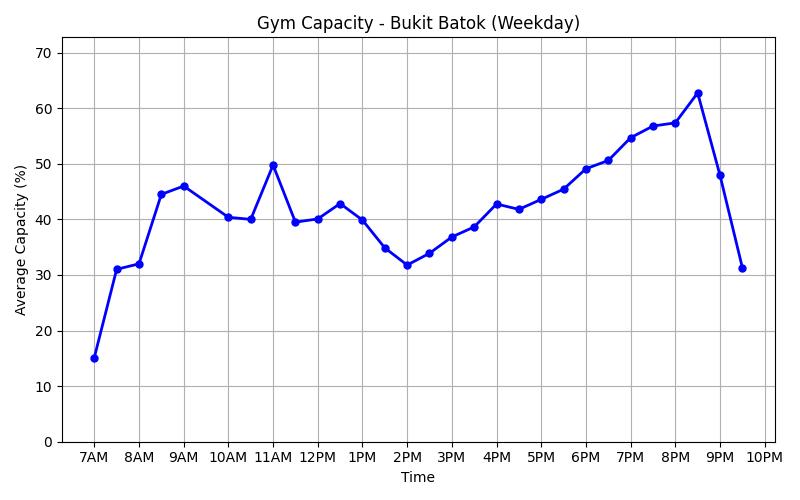 Gym Capacity - Bukit Batok (Weekday)
Average Capacity (%)
70
60
50
40
30
20
10
0
7AM 8AM 9AM 10AM 11AM 12PM 1PM 2PM 3PM 4PM 5PM 6PM 7PM 8PM 9PM 10PM
Time